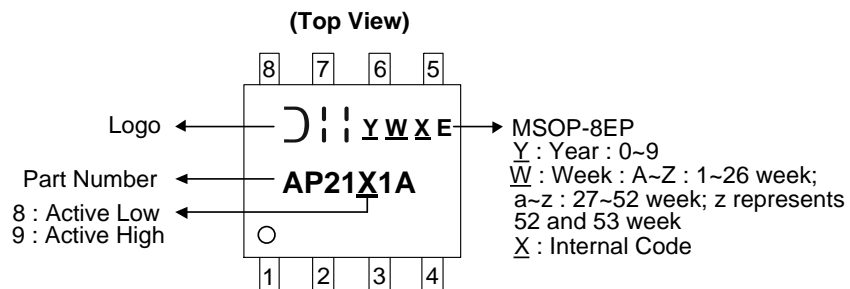 (Top View)
8 7 6 5
Logo
Y W X E
MSOP-8EP
Y : Year : 0~9
W : Week : A~Z : 1~26 week;
a~z : 27~52 week; z represents
52 and 53 week
X : Internal Code
Part Number
AP21X1A
8 : Active Low
9 : Active High
1 2 3 4